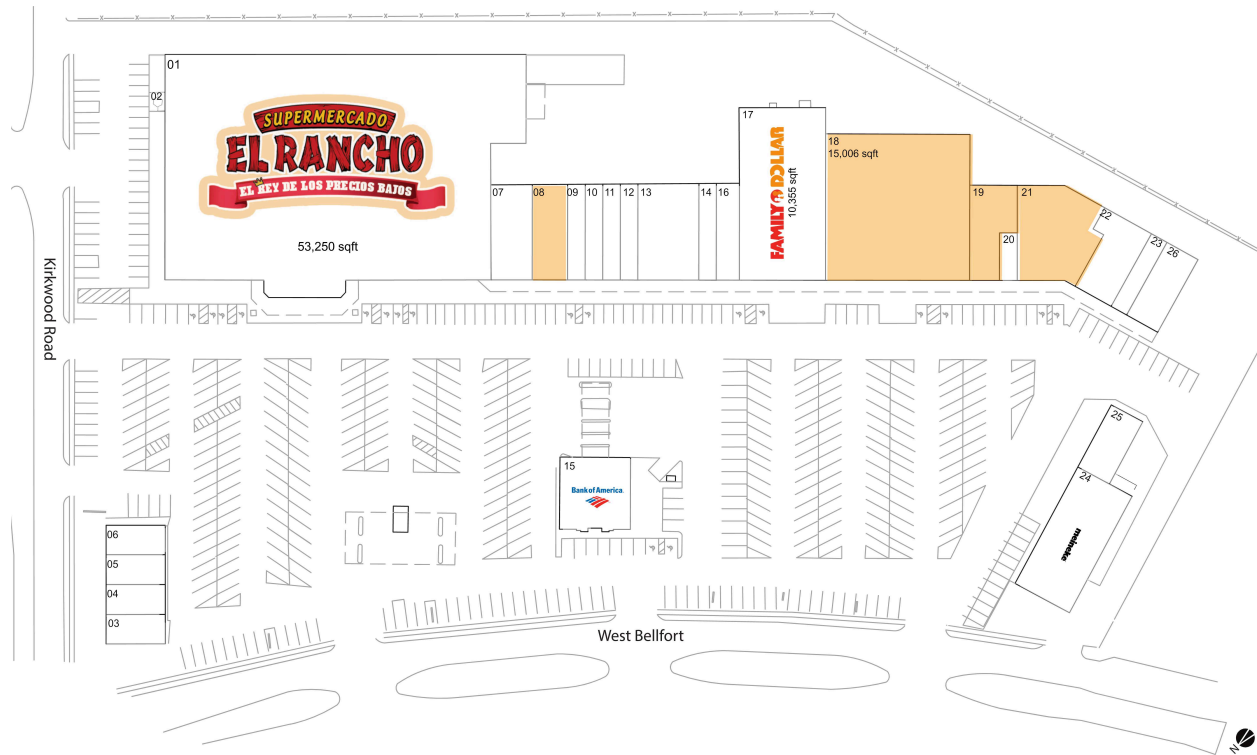 01
02
SUPERMERCADO
EL RANCHO
EL REY DE LOS PRECIOS BAJOS
53,250 sqft
07
08
09
10
11
12
13
14
16
17
FAMILY DOLLAR
10,355 sqft
18
15,006 sqft
19
20
21
22
23
26
Kirkwood Road
15
Bank of America
25
24
meineke
06
05
04
03
West Bellfort
N